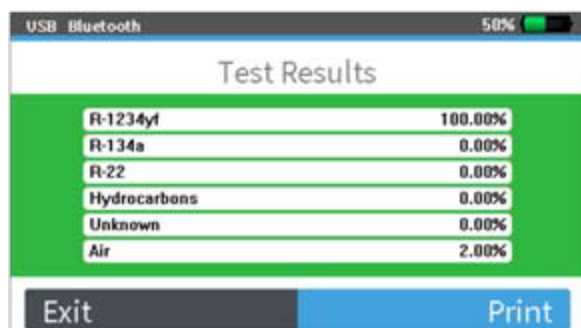 USB Bluetooth 50%
Test Results
R-1234yf 100.00%
R-134a 0.00%
R-22 0.00%
Hydrocarbons 0.00%
Unknown 0.00%
Air 2.00%
Exit Print